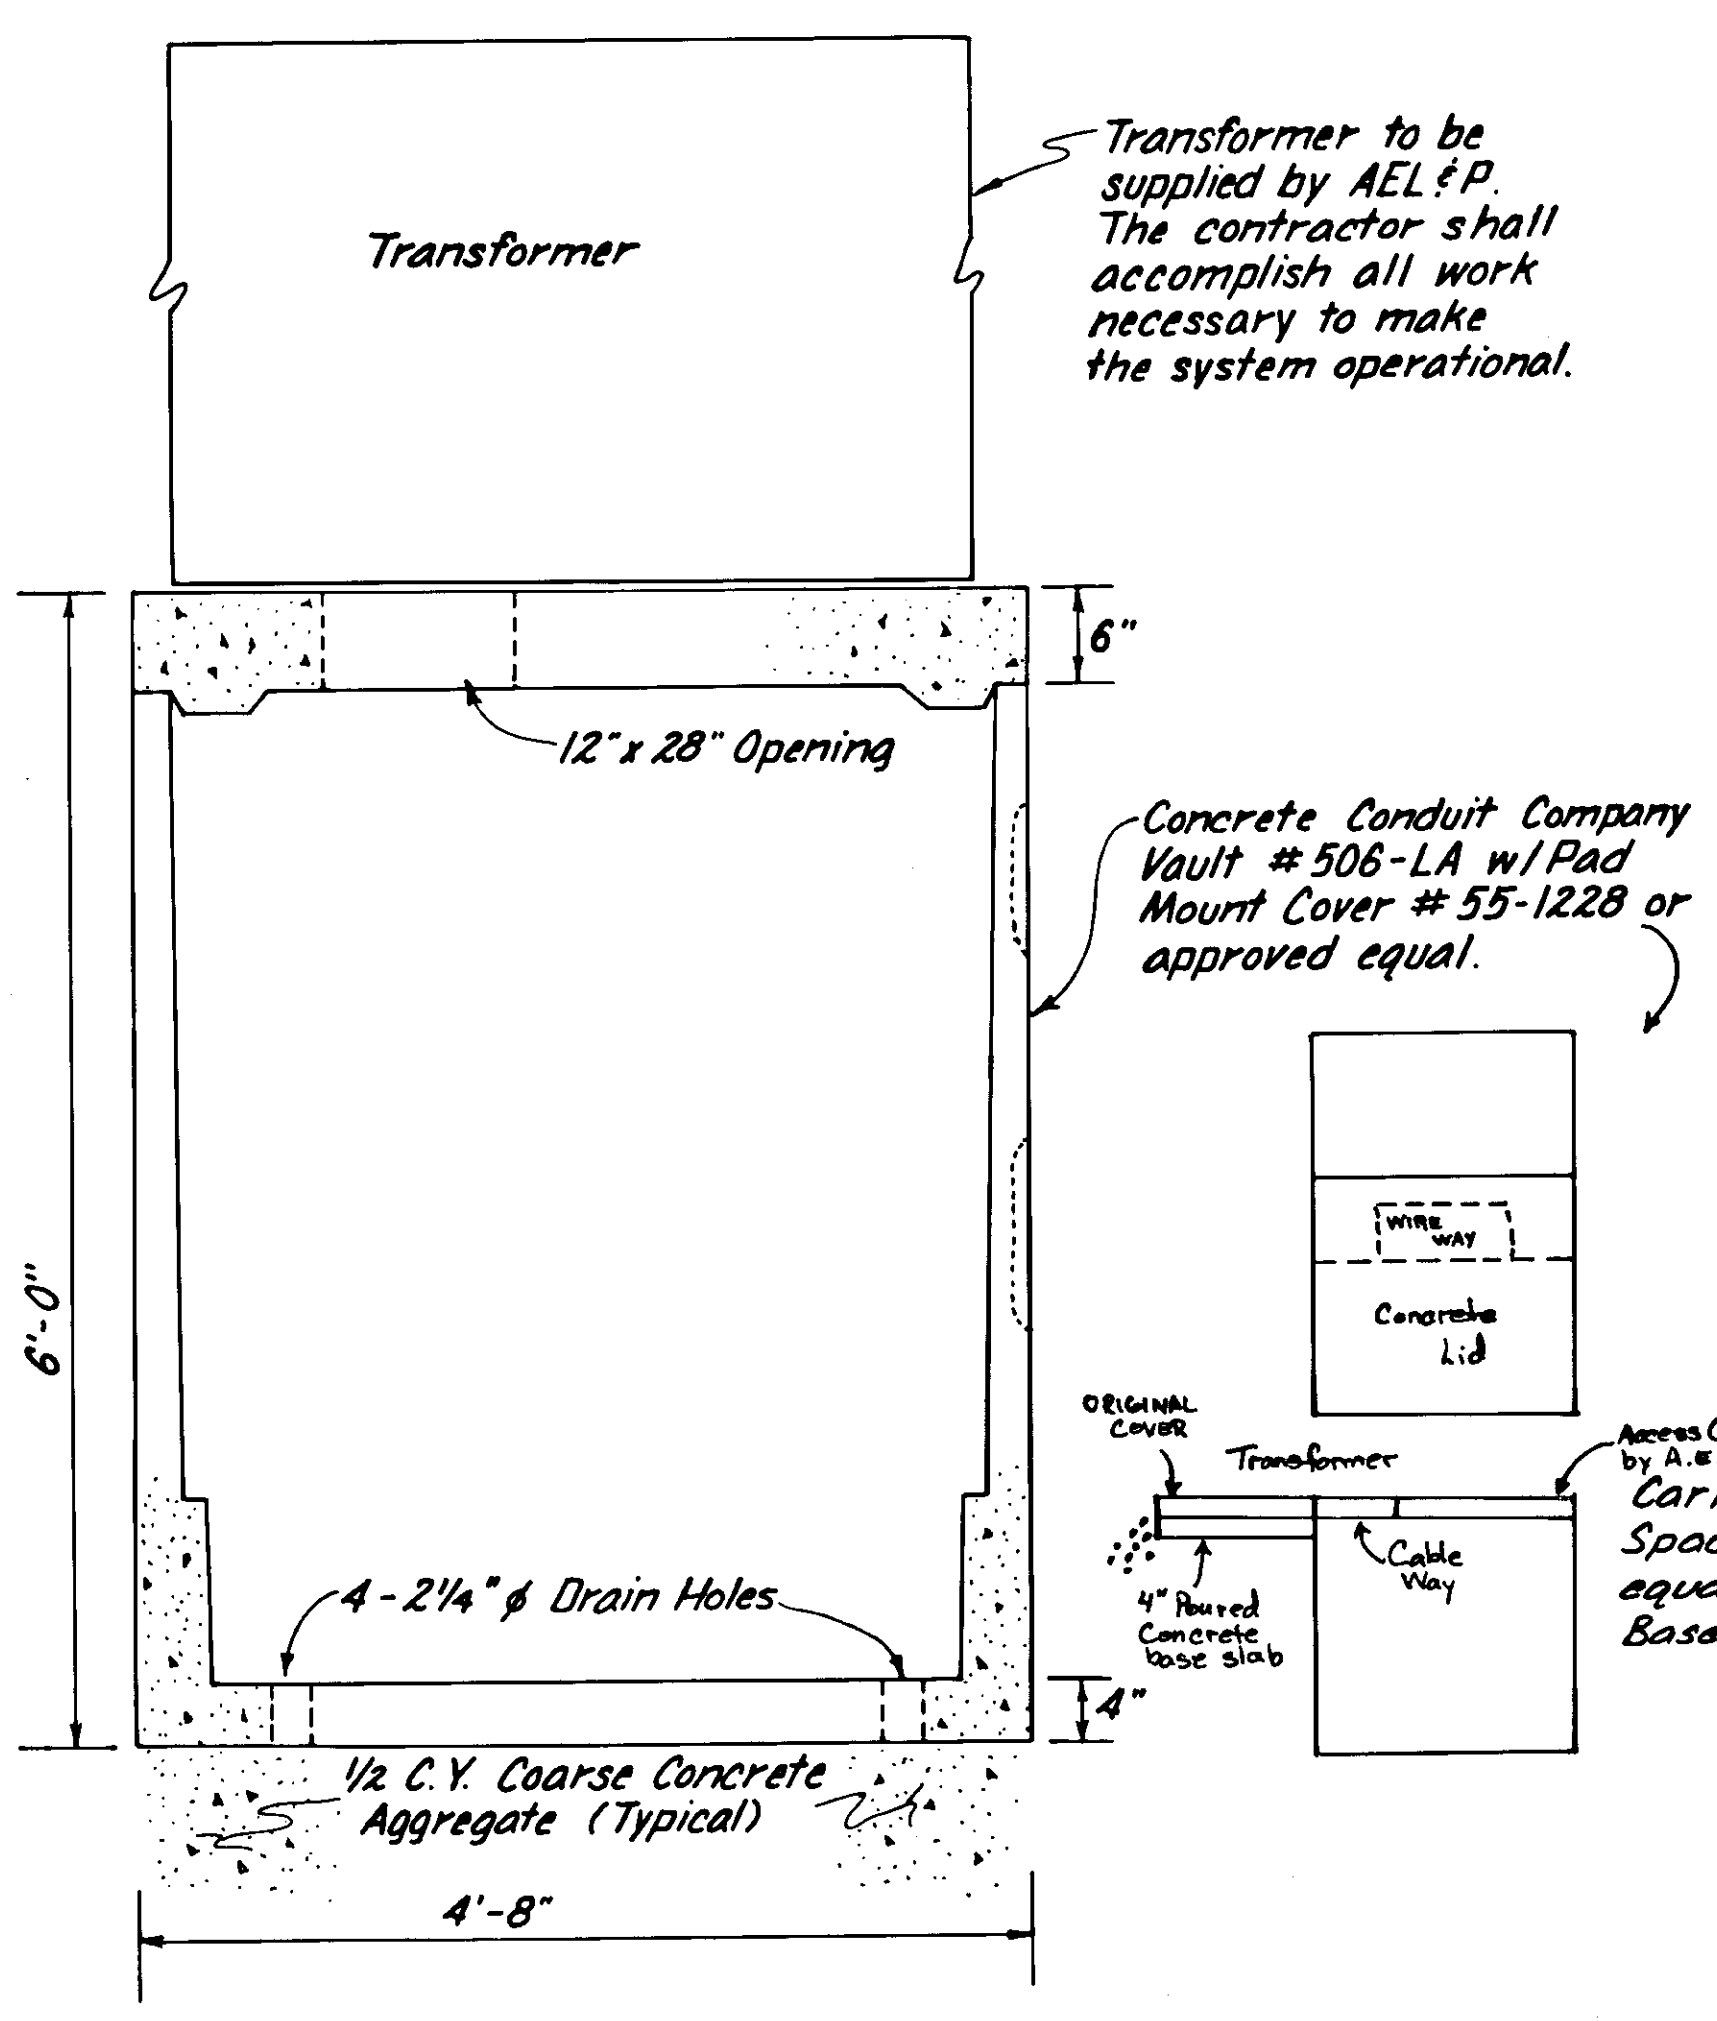 Transformer to be
supplied by AEL&P.
The contractor shall
accomplish all work
necessary to make
the system operational.
Transformer
6"
12"x 28" Opening
Concrete Conduit Company
Vault #506-LA w/Pad
Mount Cover #55-1228 or
approved equal.
6'-0"
WIRE
WAY
Concrete
Lid
ORIGINAL
COVER
Transformer
Access
by A.E
Cable
Way
4" Poured
Concrete
base slab
Base
4-2¼"ø Drain Holes
4"
½ C.Y. Coarse Concrete
Aggregate (Typical)
4'-8"